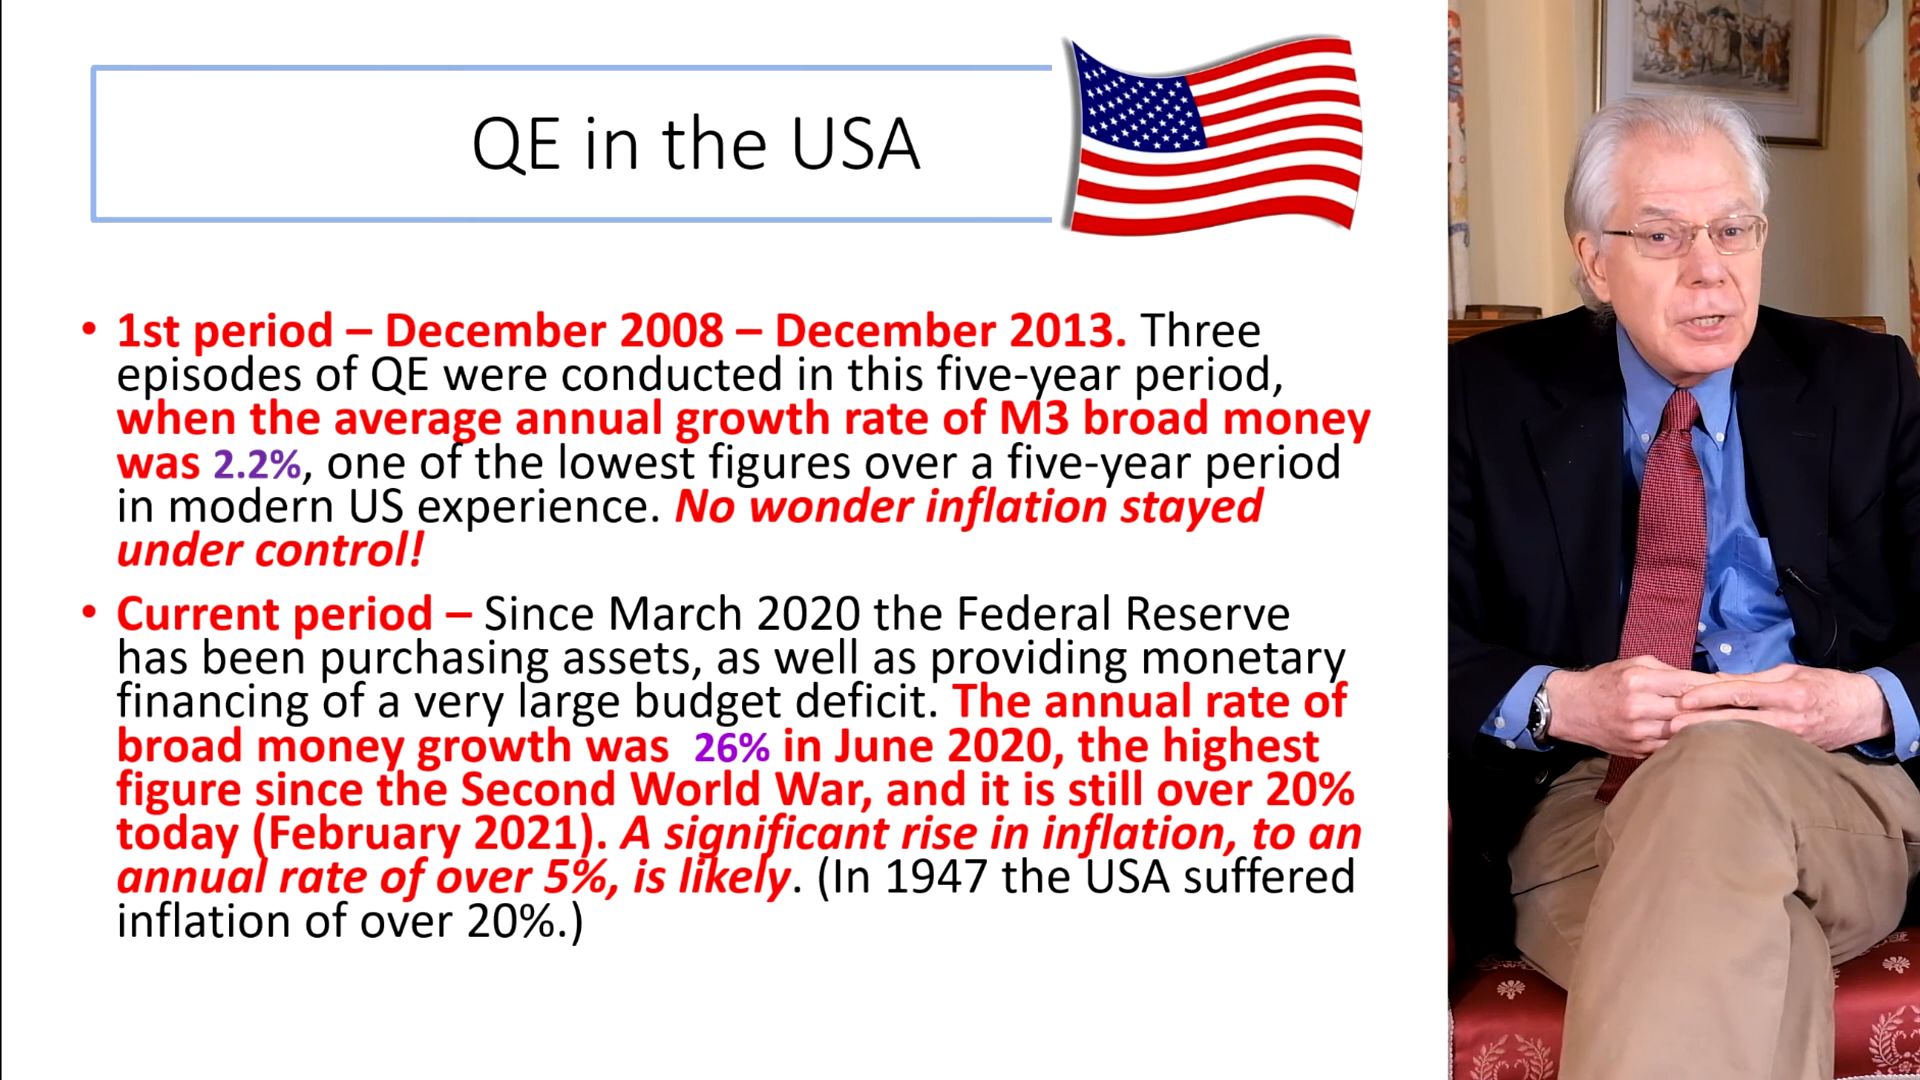 QE in the USA
• 1st period – December 2008 – December 2013. Three
episodes of QE were conducted in this five-year period,
when the average annual growth rate of M3 broad money
was 2.2%, one of the lowest figures over a five-year period
in modern US experience. No wonder inflation stayed
under control!
• Current period – Since March 2020 the Federal Reserve
has been purchasing assets, as well as providing monetary
financing of a very large budget deficit. The annual rate of
broad money growth was 26% in June 2020, the highest
figure since the Second World War, and it is still over 20%
today (February 2021). A significant rise in inflation, to an
annual rate of over 5%, is likely. (In 1947 the USA suffered
inflation of over 20%.)